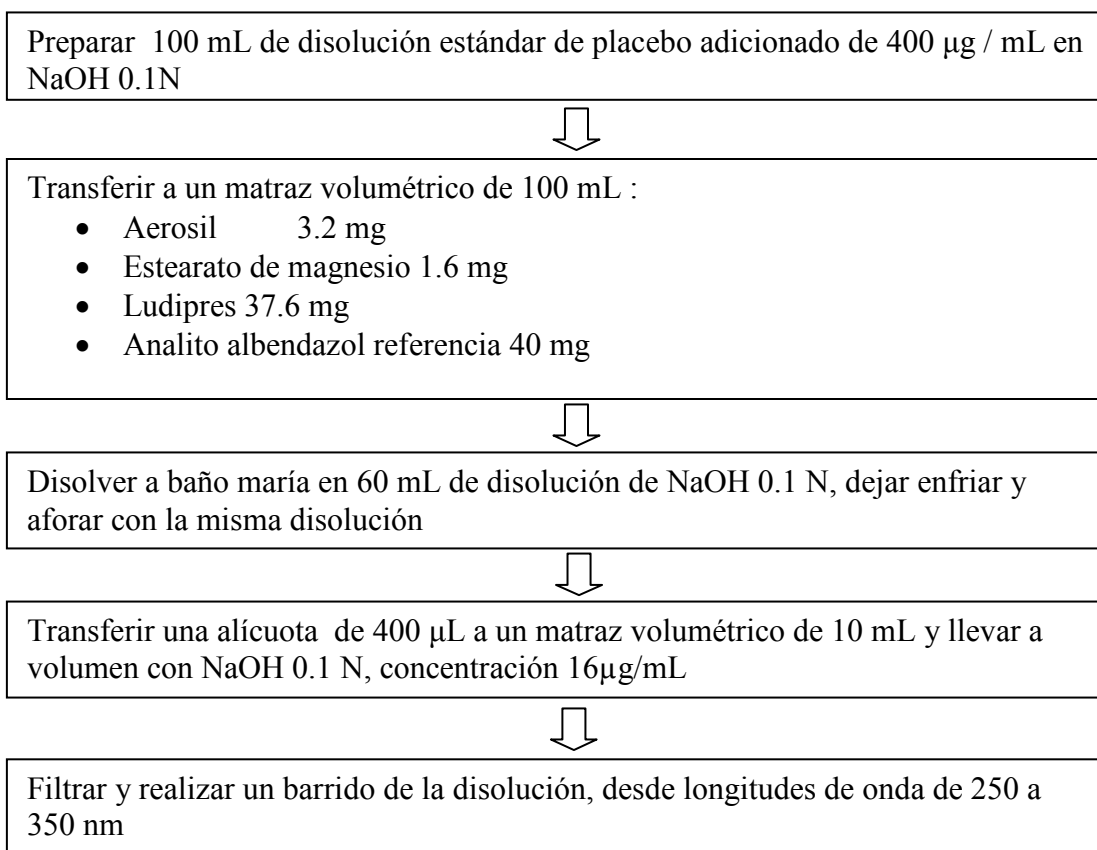 Preparar  100 mL de disolución estándar de placebo adicionado de 400 μg / mL en
NaOH 0.1N
Transferir a un matraz volumétrico de 100 mL :
• Aerosil 3.2 mg
• Estearato de magnesio 1.6 mg
• Ludipres 37.6 mg
• Analito albendazol referencia 40 mg
Disolver a baño maría en 60 mL de disolución de NaOH 0.1 N, dejar enfriar y
aforar con la misma disolución
Transferir una alícuota  de 400 μL a un matraz volumétrico de 10 mL y llevar a
volumen con NaOH 0.1 N, concentración 16µg/mL
Filtrar y realizar un barrido de la disolución, desde longitudes de onda de 250 a
350 nm